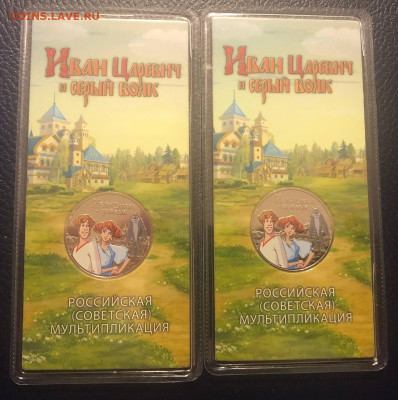 COINS.LAVE.RU
Иван Царевич
и серый волк
РОССИЙСКАЯ
(СОВЕТСКАЯ)
МУЛЬТИПЛИКАЦИЯ
Иван Царевич
и серый волк
РОССИЙСКАЯ
(СОВЕТСКАЯ)
МУЛЬТИПЛИКАЦИЯ